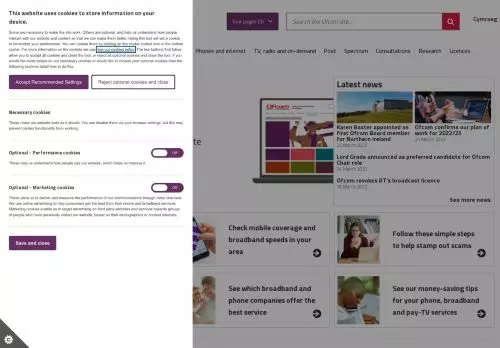 This website uses cookies to store information on your
device.
Some are necessary to make the site work. Others are optional, and help us understand how people
interact with our website and content so that we can make them better. Using this tool will set a cookie
to remember your preferences. You can update them by clicking on the cookie control icon in the bottom
corner. For more information on the cookies we use read our cookies policy. The two buttons that follow
allow you to accept all cookies and close the tool, or reject all optional cookies and close the tool. If you
would like more details on our necessary cookies or would like to choose your optional cookies then the
following sections detail how to do this.
Accept Recommended Settings
Reject optional cookies and close
Necessary cookies
These make our website work as it should. You can disable them via your browser settings, but this may
prevent certain functionality from working.
Optional - Performance cookies
Off
These help us understand how people use our website, which helps us improve it
Optional - Marketing cookies
Off
These allow us to deliver and measure the performance of our communications through other channels.
We use online advertising to help consumers get the best from their phone and broadband services.
Marketing cookies enable us to target advertising on third party websites and services towards groups
of people who have previously visited our website, based on their demographics or content interests.
Save and close
Your Login
Search the Ofcom site...
Cymraeg
Phones and internet
TV, radio and on-demand
Post
Spectrum
Consultations
Research
Licences
Ofcom
Latest news
Karen Baxter appointed as
first Ofcom Board member
for Northern Ireland
Ofcom confirms our plan of
work for 2022/23
Lord Grade announced as preferred candidate for Ofcom
Chair role
24 March 2022
Ofcom revokes RT's broadcast licence
18 March 2022
See more news
Check mobile coverage and
broadband speeds in your
area
Follow these simple steps
to help stamp out scams
See which broadband and
phone companies offer the
best service
See our money-saving tips
for your phone, broadband
and pay-TV services